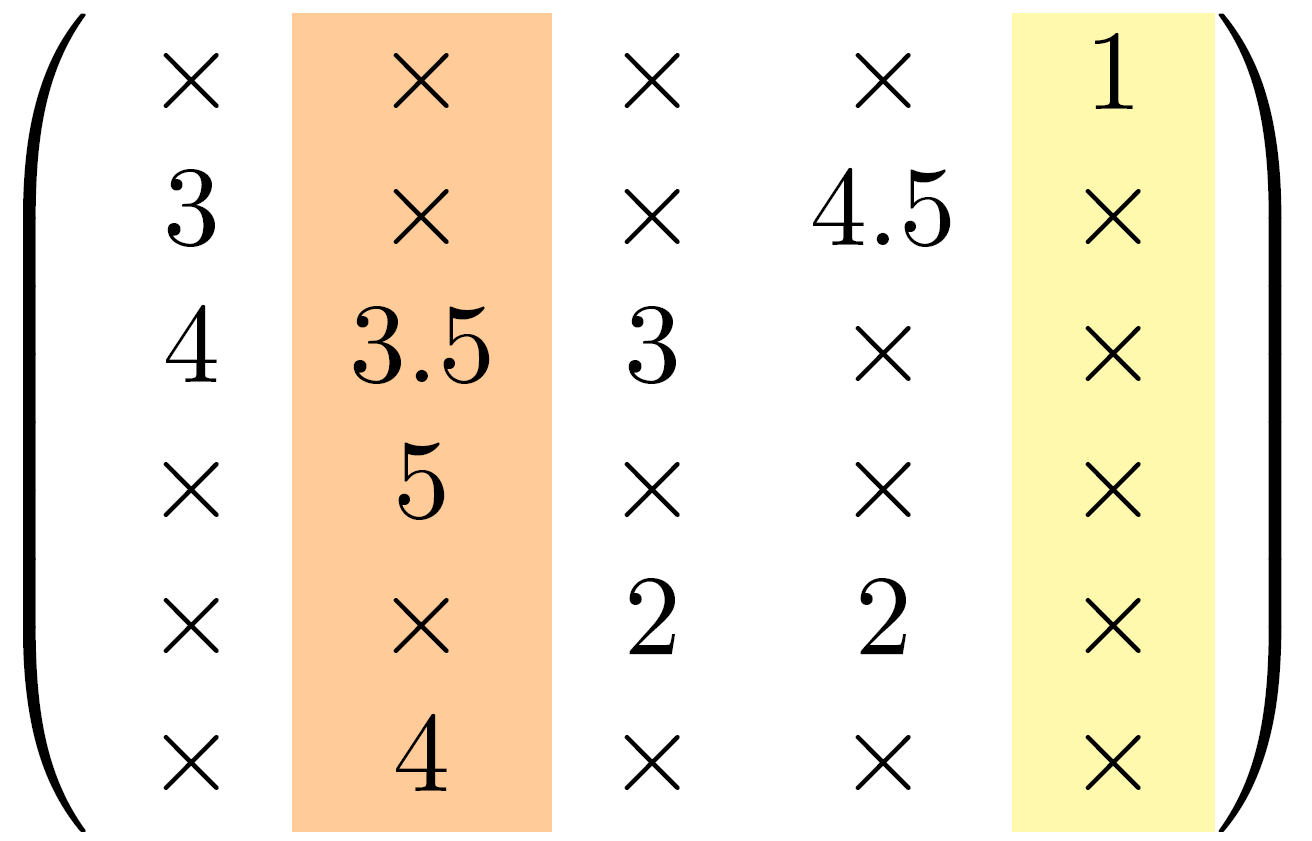 × × × × 1
3 × × 4.5 ×
4 3.5 3 × ×
× 5 × × ×
× × 2 2 ×
× 4 × × ×